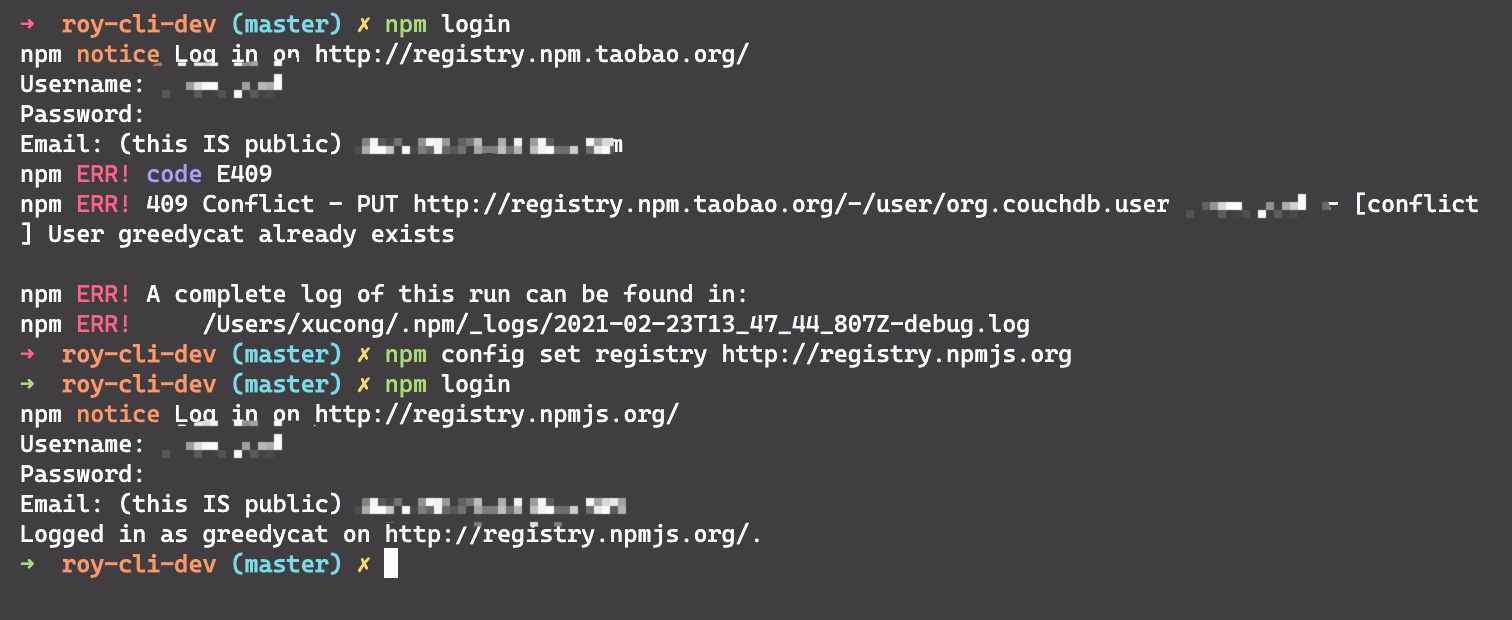 → roy-cli-dev (master) ✗ npm login
npm notice Log in on http://registry.npm.taobao.org/
Username:
Password:
Email: (this IS public)
npm ERR! code E409
npm ERR! 409 Conflict - PUT http://registry.npm.taobao.org/-/user/org.couchdb.user - [conflict
] User greedycat already exists
npm ERR! A complete log of this run can be found in:
npm ERR!     /Users/xucong/.npm/_logs/2021-02-23T13_47_44_807Z-debug.log
→ roy-cli-dev (master) ✗ npm config set registry http://registry.npmjs.org
→ roy-cli-dev (master) ✗ npm login
npm notice Log in on http://registry.npmjs.org/
Username:
Password:
Email: (this IS public)
Logged in as greedycat on http://registry.npmjs.org/.
→ roy-cli-dev (master) ✗